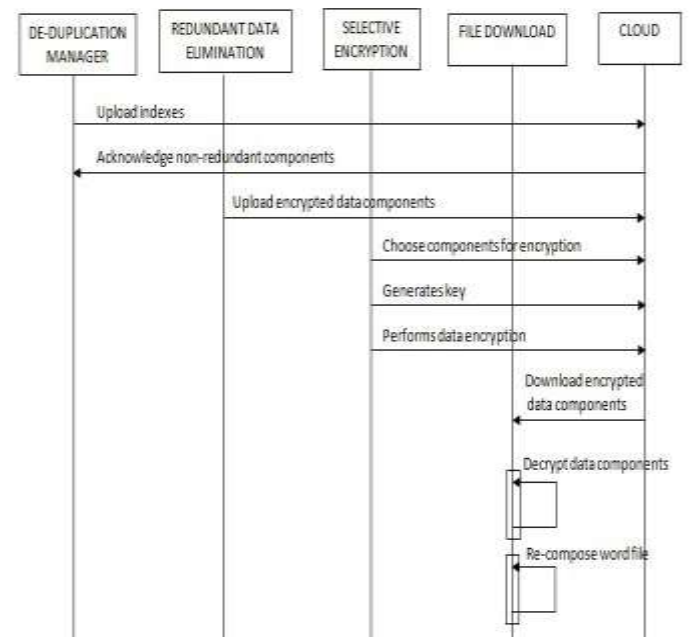 DE-DUPLICATION
MANAGER
REDUNDANT DATA
ELIMINATION
SELECTIVE
ENCRYPTION
FILE DOWNLOAD
CLOUD
Upload indexes
Acknowledge non-redundant components
Upload encrypted data components
Choose components for encryption
Generates key
Performs data encryption
Download encrypted
data components
Decrypt data components
Re-compose word file